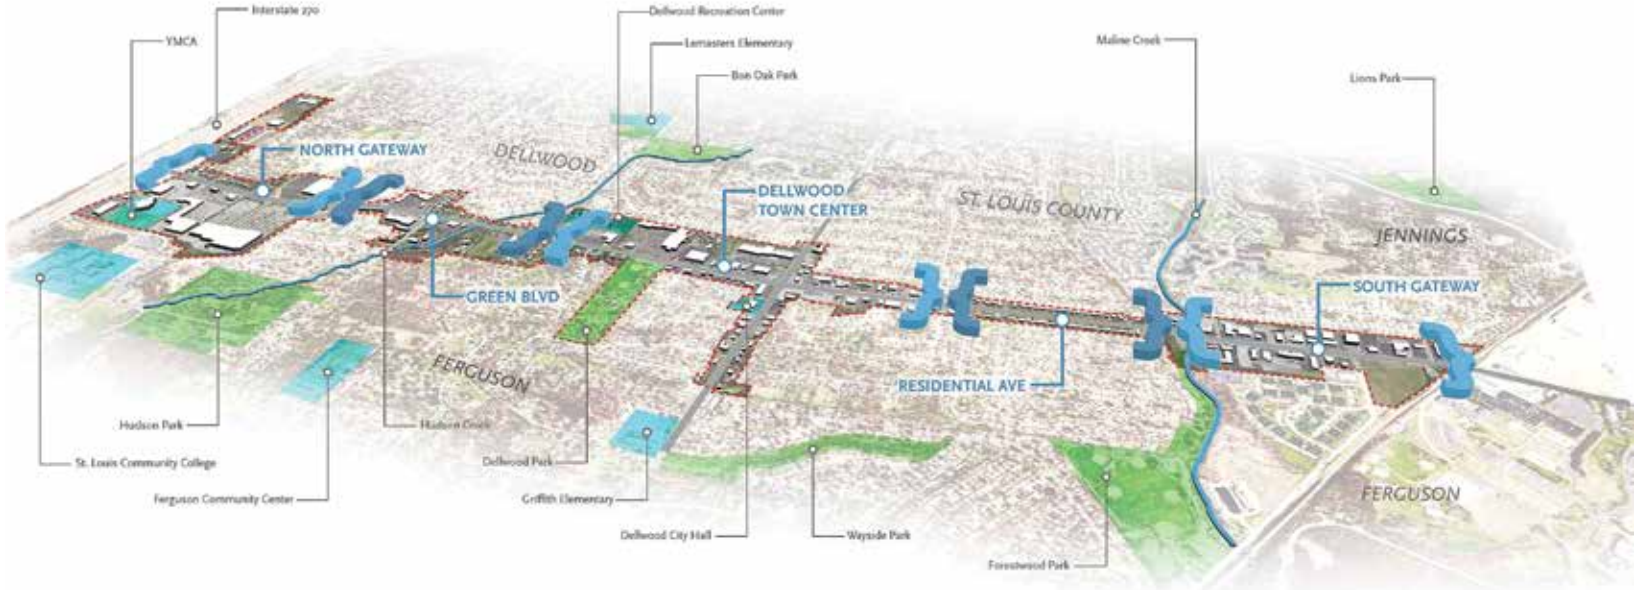 Interstate 270
Dellwood Recreation Center
YMCA
Lemasters Elementary
Maline Creek
Bon Oak Park
Lions Park
NORTH GATEWAY
DELLWOOD
DELLWOOD
TOWN CENTER
ST. LOUIS COUNTY
JENNINGS
GREEN BLVD
SOUTH GATEWAY
FERGUSON
RESIDENTIAL AVE
Hudson Park
Hudson Creek
St. Louis Community College
Dellwood Park
Ferguson Community Center
Griffith Elementary
FERGUSON
Dellwood City Hall
Wayside Park
Forestwood Park